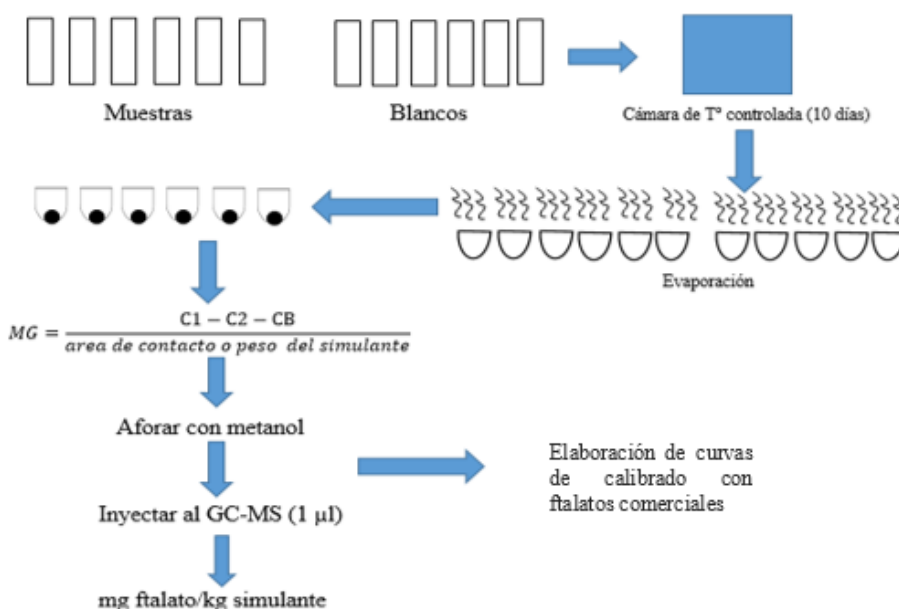 Muestras
Blancos
Cámara de Tª controlada (10 días)
Evaporación
C1 − C2 − CB
MG =
area de contacto o peso del simulante
Aforar con metanol
Elaboración de curvas
de calibrado con
ftalatos comerciales
Inyectar al GC-MS (1 µl)
mg ftalato/kg simulante